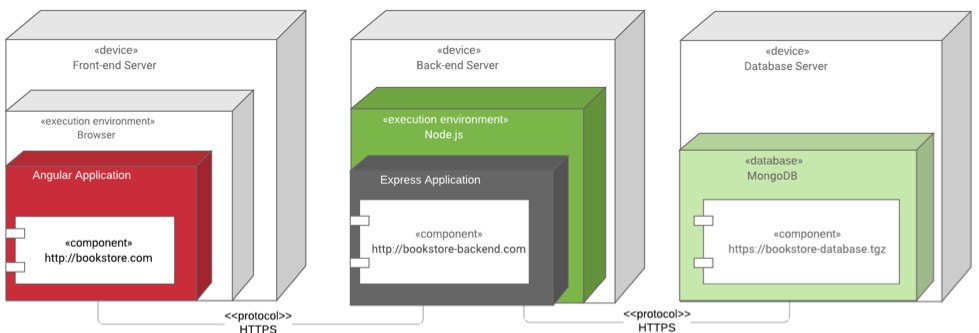 «device»
Front-end Server
«execution environment»
Browser
Angular Application
«component»
http://bookstore.com
«device»
Back-end Server
«execution environment»
Node.js
Express Application
«component»
http://bookstore-backend.com
«device»
Database Server
«database»
MongoDB
«component»
https://bookstore-database.tgz
<<protocol>>
HTTPS
<<protocol>>
HTTPS